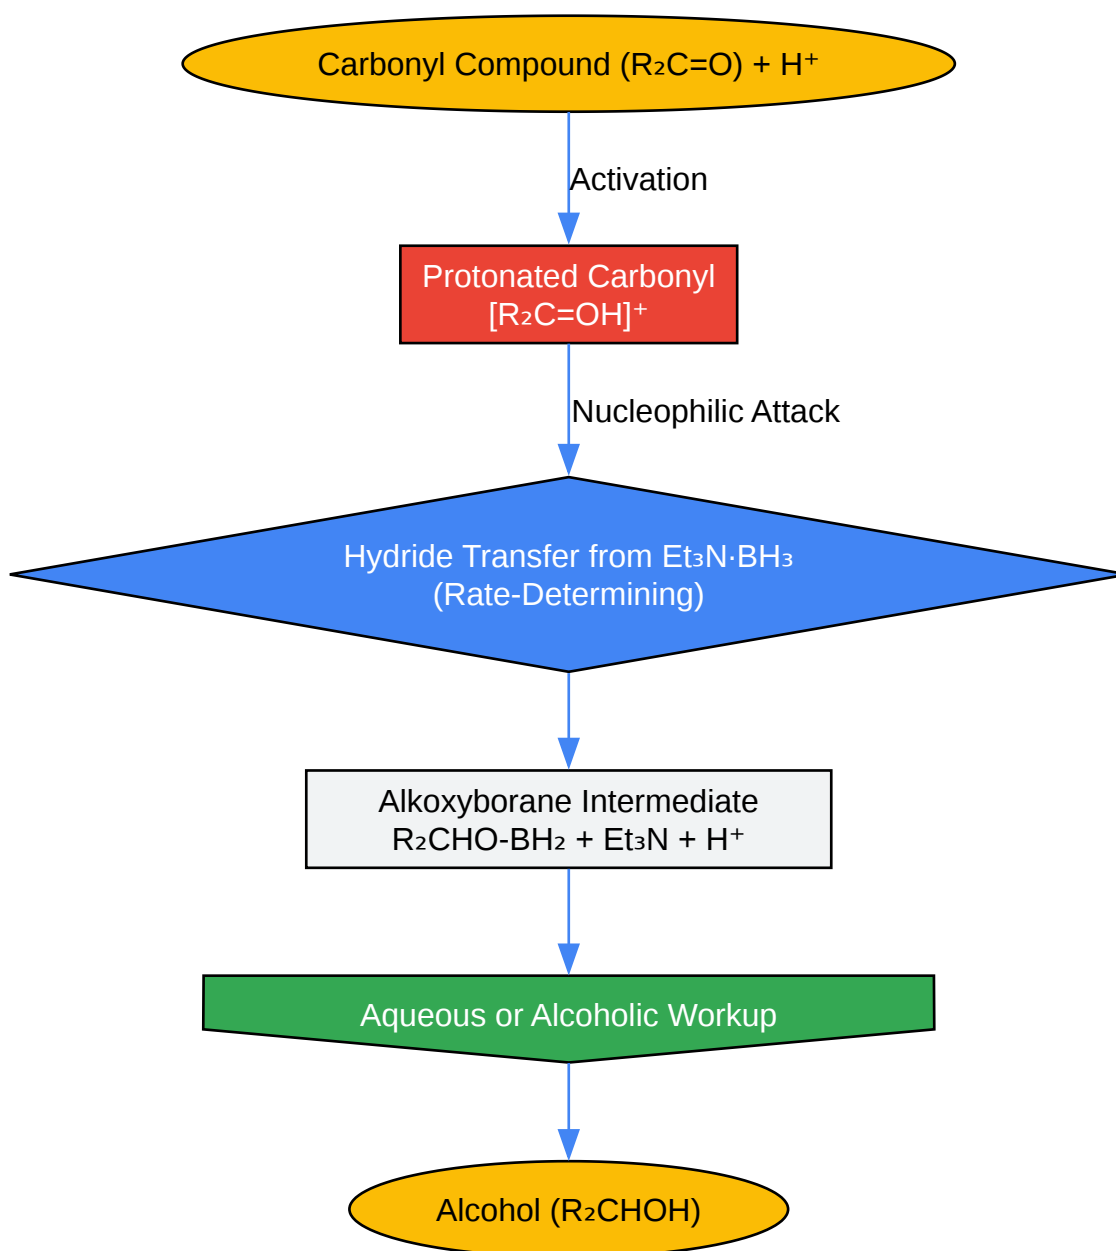 Carbonyl Compound (R₂C=O) + H⁺
Activation
Protonated Carbonyl
[R₂C=OH]⁺
Nucleophilic Attack
Hydride Transfer from Et₃N·BH₃
(Rate-Determining)
Alkoxyborane Intermediate
R₂CHO-BH₂ + Et₃N + H⁺
Aqueous or Alcoholic Workup
Alcohol (R₂CHOH)